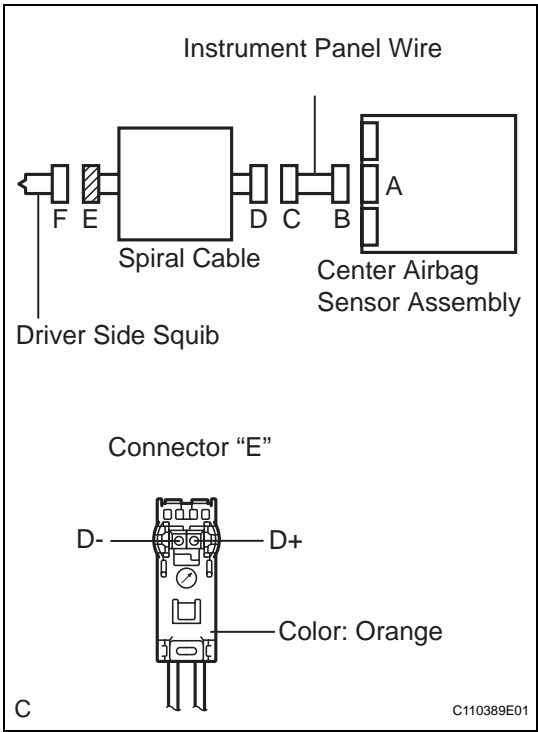 Instrument Panel Wire
A
F E D C B
Spiral Cable
Center Airbag
Sensor Assembly
Driver Side Squib
Connector “E”
D- D+
Color: Orange
C C110389E01